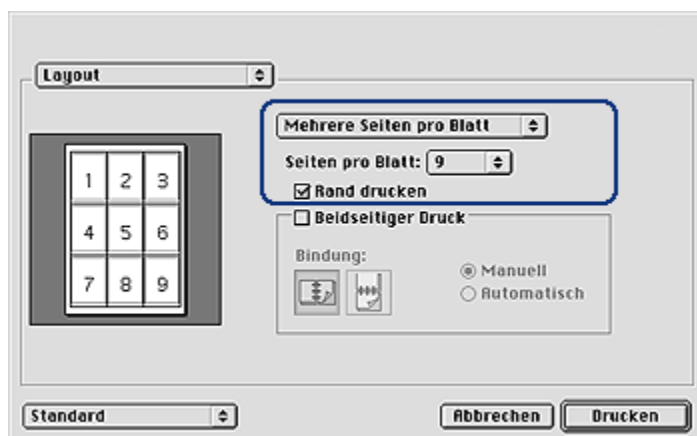 Layout
Mehrere Seiten pro Blatt
Seiten pro Blatt: 9
Rand drucken
1 2 3
4 5 6
7 8 9
Beidseitiger Druck
Bindung:
Manuell
Automatisch
Standard
Abbrechen
Drucken